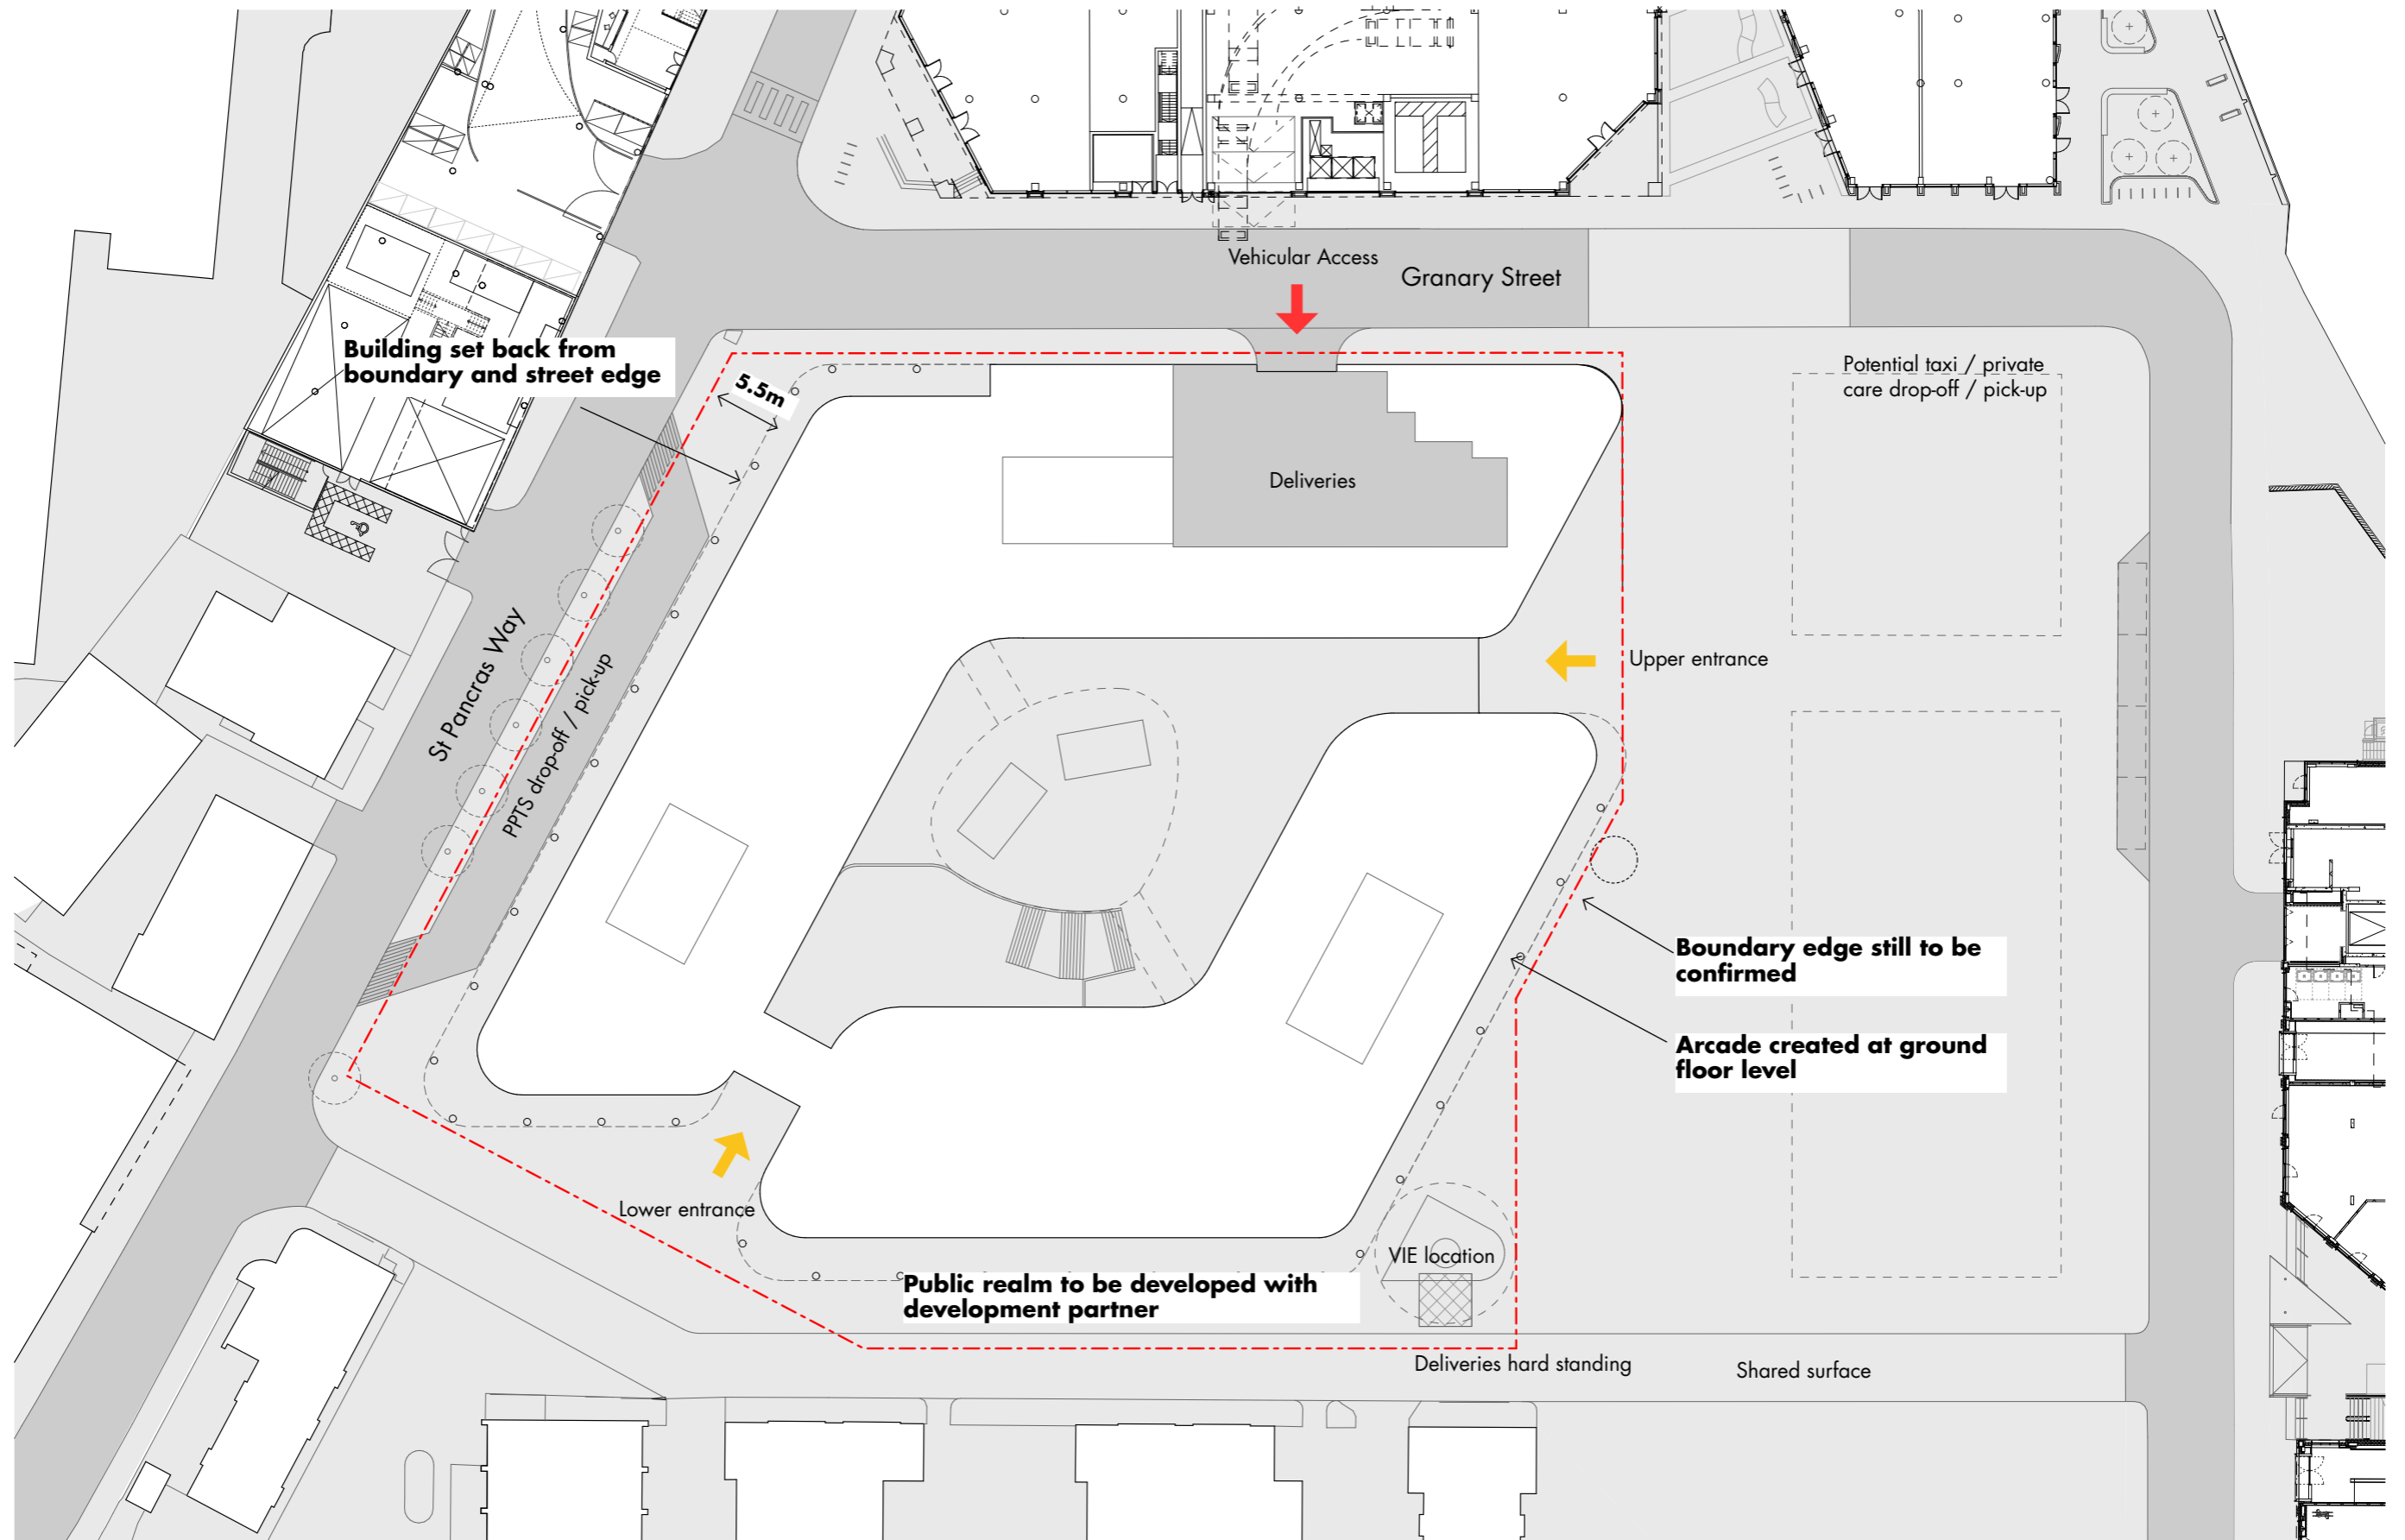 Vehicular Access
Granary Street
Building set back from
boundary and street edge
5.5m
Potential taxi / private
care drop-off / pick-up
Deliveries
St Pancras Way
PPTS drop-off / pick-up
Upper entrance
Boundary edge still to be
confirmed
Arcade created at ground
floor level
Lower entrance
VIE location
Public realm to be developed with
development partner
Deliveries hard standing
Shared surface